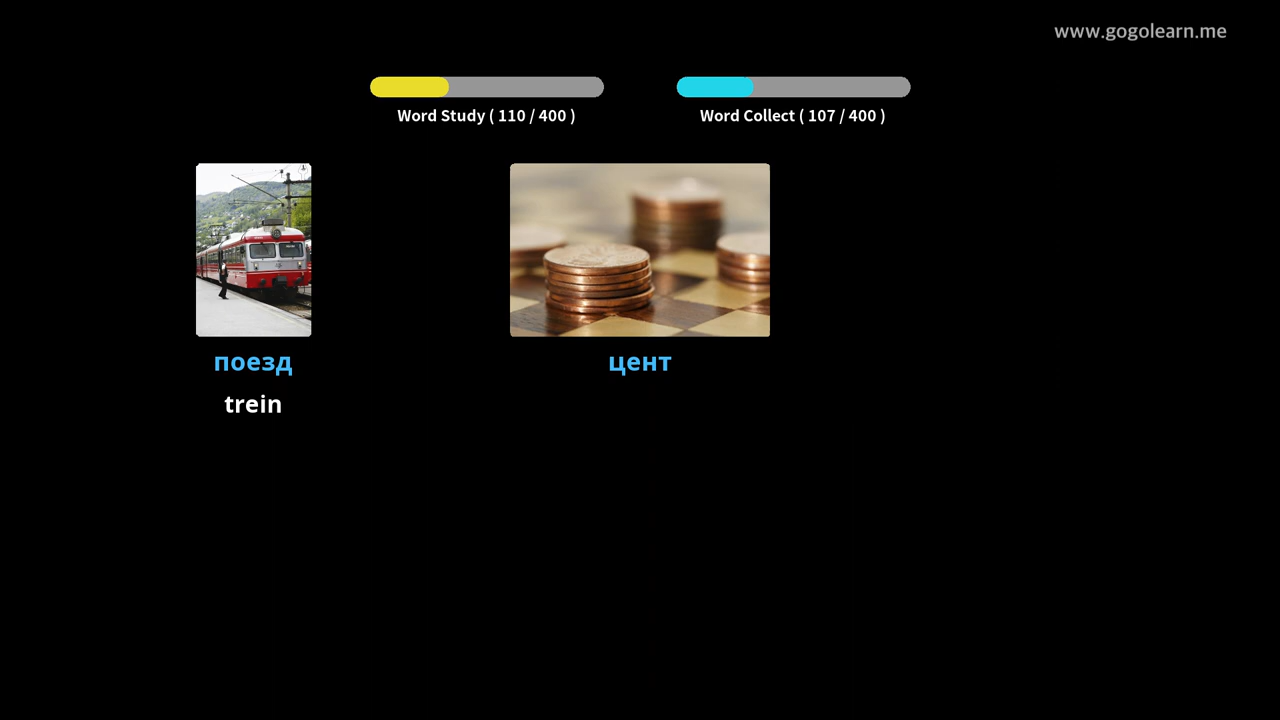 www.gogolearn.me
Word Study ( 110 / 400 )
Word Collect ( 107 / 400 )
поезд
цент
trein